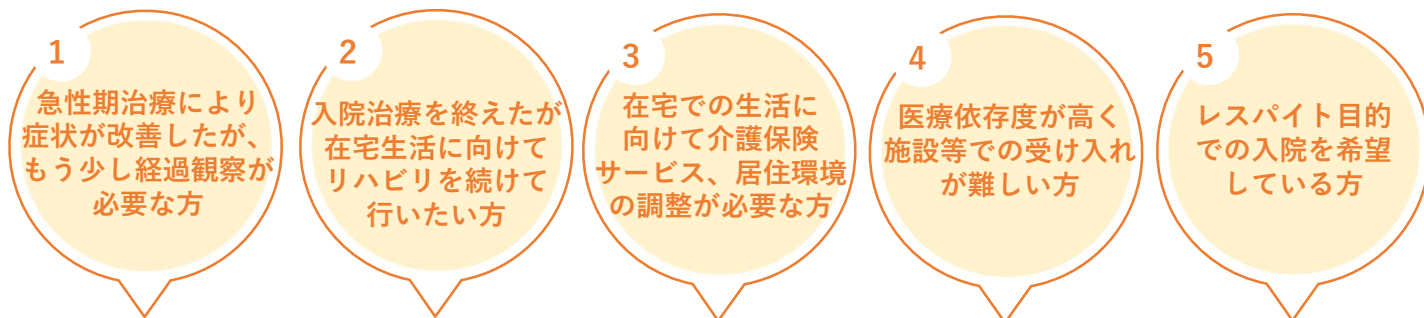 1
急性期治療により
症状が改善したが、
もう少し経過観察が
必要な方
2
入院治療を終えたが
在宅生活に向けて
リハビリを続けて
行いたい方
3
在宅での生活に
向けて介護保険
サービス、居住環境
の調整が必要な方
4
医療依存度が高く
施設等での受け入れ
が難しい方
5
レスパイト目的
での入院を希望
している方